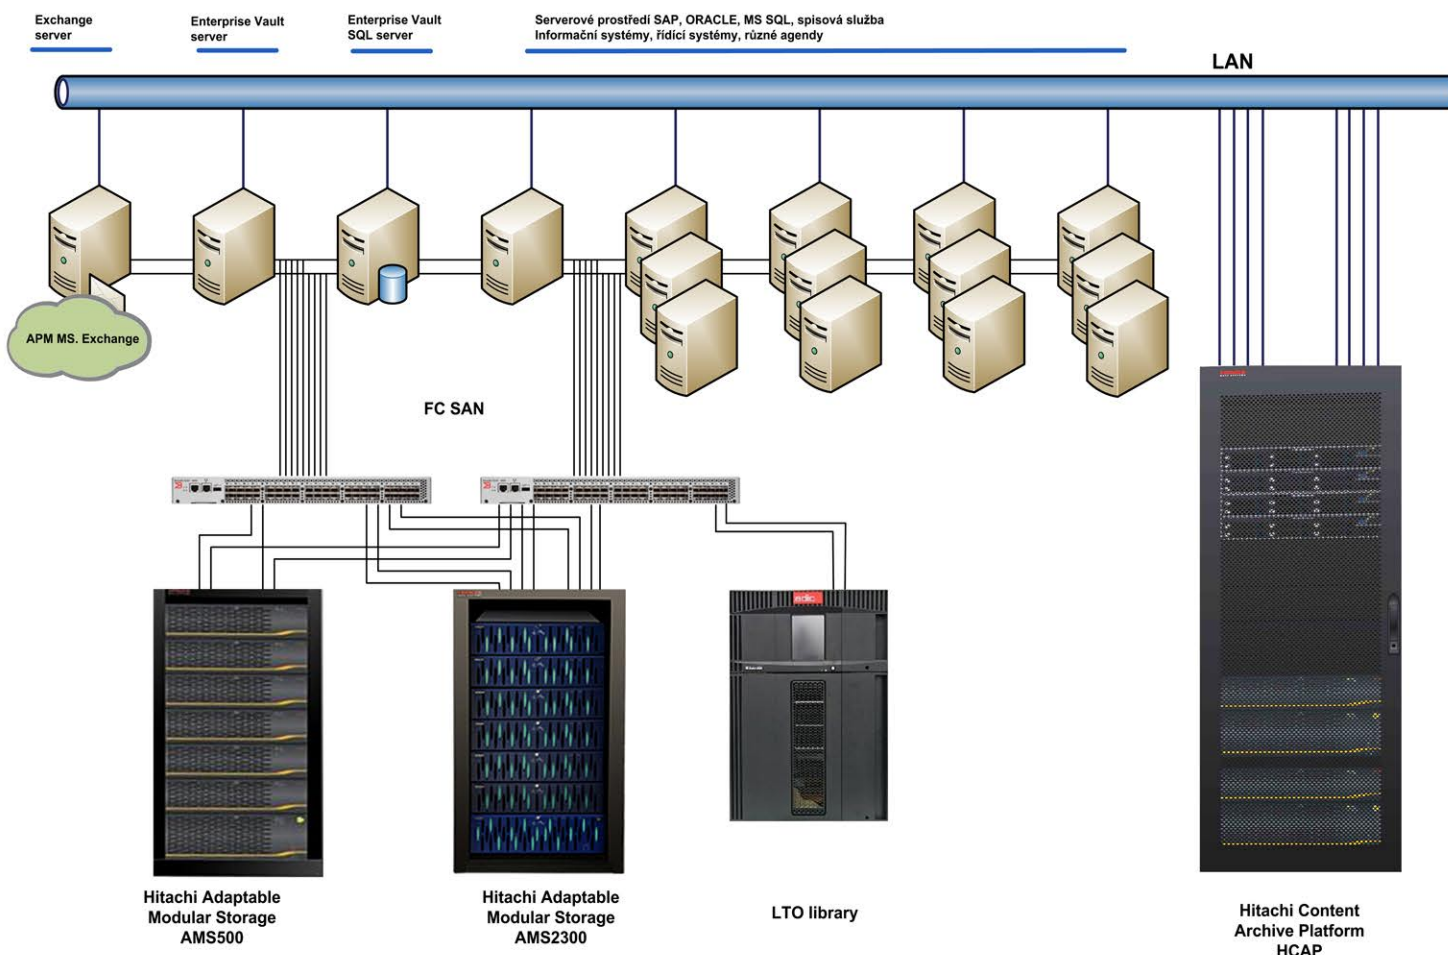 Exchange
server
Enterprise Vault
server
Enterprise Vault
SQL server
Serverové prostředí SAP, ORACLE, MS SQL, spisová služba
Informační systémy, řídící systémy, různé agendy
LAN
APM MS. Exchange
FC SAN
Hitachi Adaptable
Modular Storage
AMS500
Hitachi Adaptable
Modular Storage
AMS2300
LTO library
Hitachi Content
Archive Platform
HCAP